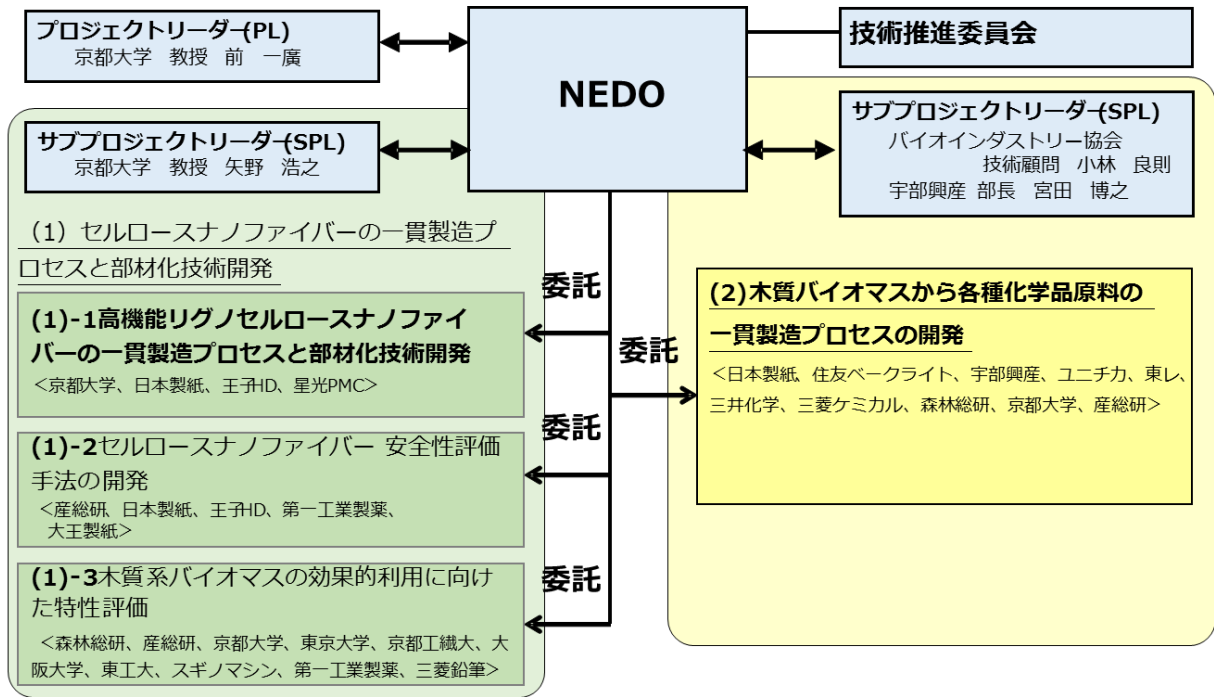 プロジェクトリーダー(PL)
京都大学 教授 前 一廣
NEDO
技術推進委員会
サブプロジェクトリーダー(SPL)
京都大学 教授 矢野 浩之
サブプロジェクトリーダー(SPL)
バイオインダストリー協会
技術顧問 小林 良則
宇部興産 部長 宮田 博之
(1)セルロースナノファイバーの一貫製造プ
ロセスと部材化技術開発
委託
(1)-1高機能リグノセルロースナノファイ
バーの一貫製造プロセスと部材化技術開発
<京都大学、日本製紙、王子HD、星光PMC>
委託
(2)木質バイオマスから各種化学品原料の
一貫製造プロセスの開発
<日本製紙、住友ベークライト、宇部興産、ユニチカ、東レ、
三井化学、三菱ケミカル、森林総研、京都大学、産総研>
委託
(1)-2セルロースナノファイバー 安全性評価
手法の開発
<産総研、日本製紙、王子HD、第一工業製薬、
大王製紙>
委託
(1)-3木質系バイオマスの効果的利用に向け
た特性評価
<森林総研、産総研、京都大学、東京大学、京都工繊大、大
阪大学、東工大、スギノマシン、第一工業製薬、三菱鉛筆>